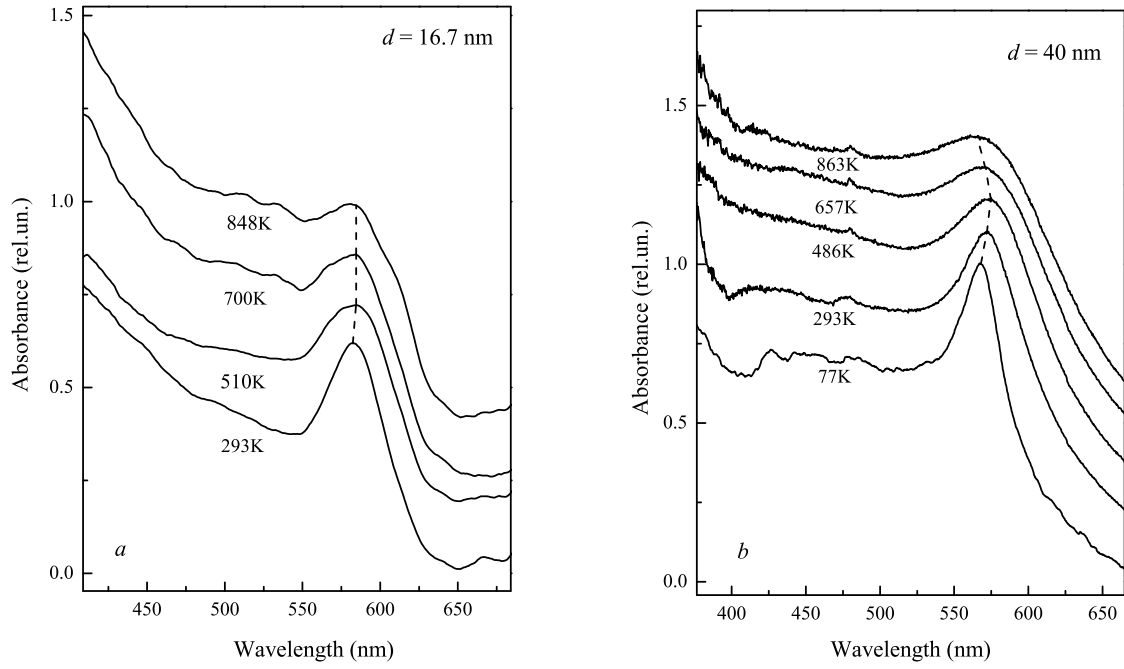 1.5
1.0
0.5
0.0
Absorbance (rel.un.)
d = 16.7 nm
848K
700K
510K
293K
a
450 500 550 600 650
Wavelength (nm)
1.5
1.0
0.5
0.0
Absorbance (rel.un.)
d = 40 nm
863K
657K
486K
293K
77K
b
400 450 500 550 600 650
Wavelength (nm)